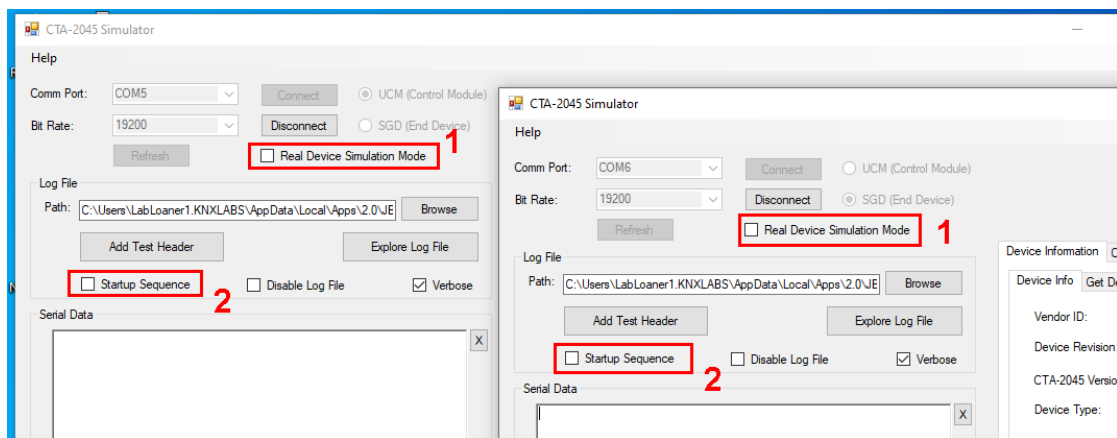 CTA-2045 Simulator
Help
Comm Port: COM5 Connect UCM (Control Module)
Bit Rate: 19200 Disconnect SGD (End Device)
Refresh Real Device Simulation Mode 1
Log File
Path: C:\Users\LabLoaner1.KNXLABS\AppData\Local\Apps\2.0\JE Browse
Add Test Header Explore Log File
Startup Sequence 2 Disable Log File Verbose
Serial Data
X
CTA-2045 Simulator
Help
Comm Port: COM6 Connect UCM (Control Module)
Bit Rate: 19200 Disconnect SGD (End Device)
Refresh Real Device Simulation Mode 1
Log File
Path: C:\Users\LabLoaner1.KNXLABS\AppData\Local\Apps\2.0\JE Browse
Add Test Header Explore Log File
Startup Sequence 2 Disable Log File Verbose
Serial Data
X
Device Information C
Device Info Get De
Vendor ID:
Device Revision:
CTA-2045 Versio
Device Type: